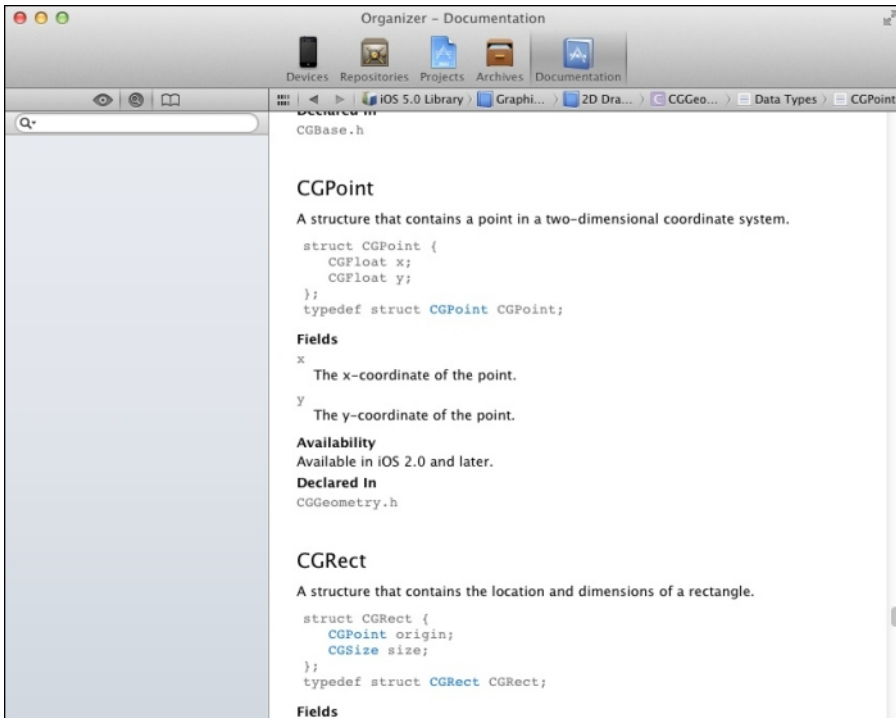 Organizer – Documentation
Devices Repositories Projects Archives Documentation
iOS 5.0 Library Graphi... 2D Dra... C CGGeo... Data Types CGPoint
Declared In
CGBase.h
CGPoint
A structure that contains a point in a two-dimensional coordinate system.
struct CGPoint {
CGFloat x;
CGFloat y;
};
typedef struct CGPoint CGPoint;
Fields
x
The x-coordinate of the point.
y
The y-coordinate of the point.
Availability
Available in iOS 2.0 and later.
Declared In
CGGeometry.h
CGRect
A structure that contains the location and dimensions of a rectangle.
struct CGRect {
CGPoint origin;
CGSize size;
};
typedef struct CGRect CGRect;
Fields